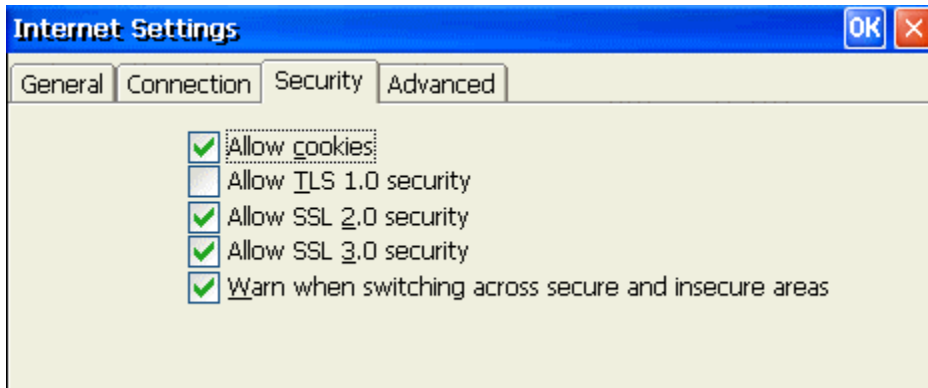 Internet Settings OK
General Connection Security Advanced
Allow cookies
Allow TLS 1.0 security
Allow SSL 2.0 security
Allow SSL 3.0 security
Warn when switching across secure and insecure areas